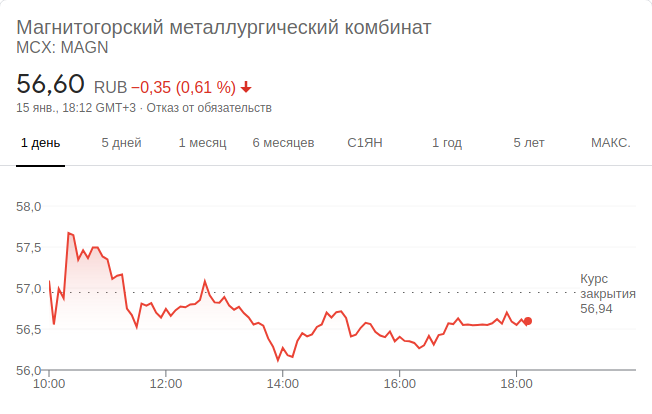 Магнитогорский металлургический комбинат
MCX: MAGN
56,60 RUB −0,35 (0,61 %)
15 янв., 18:12 GMT+3 · Отказ от обязательств
1 день 5 дней 1 месяц 6 месяцев С1ЯН 1 год 5 лет МАКС.
58,0
57,5
57,0
56,5
56,0
Курс
закрытия
56,94
10:00 12:00 14:00 16:00 18:00